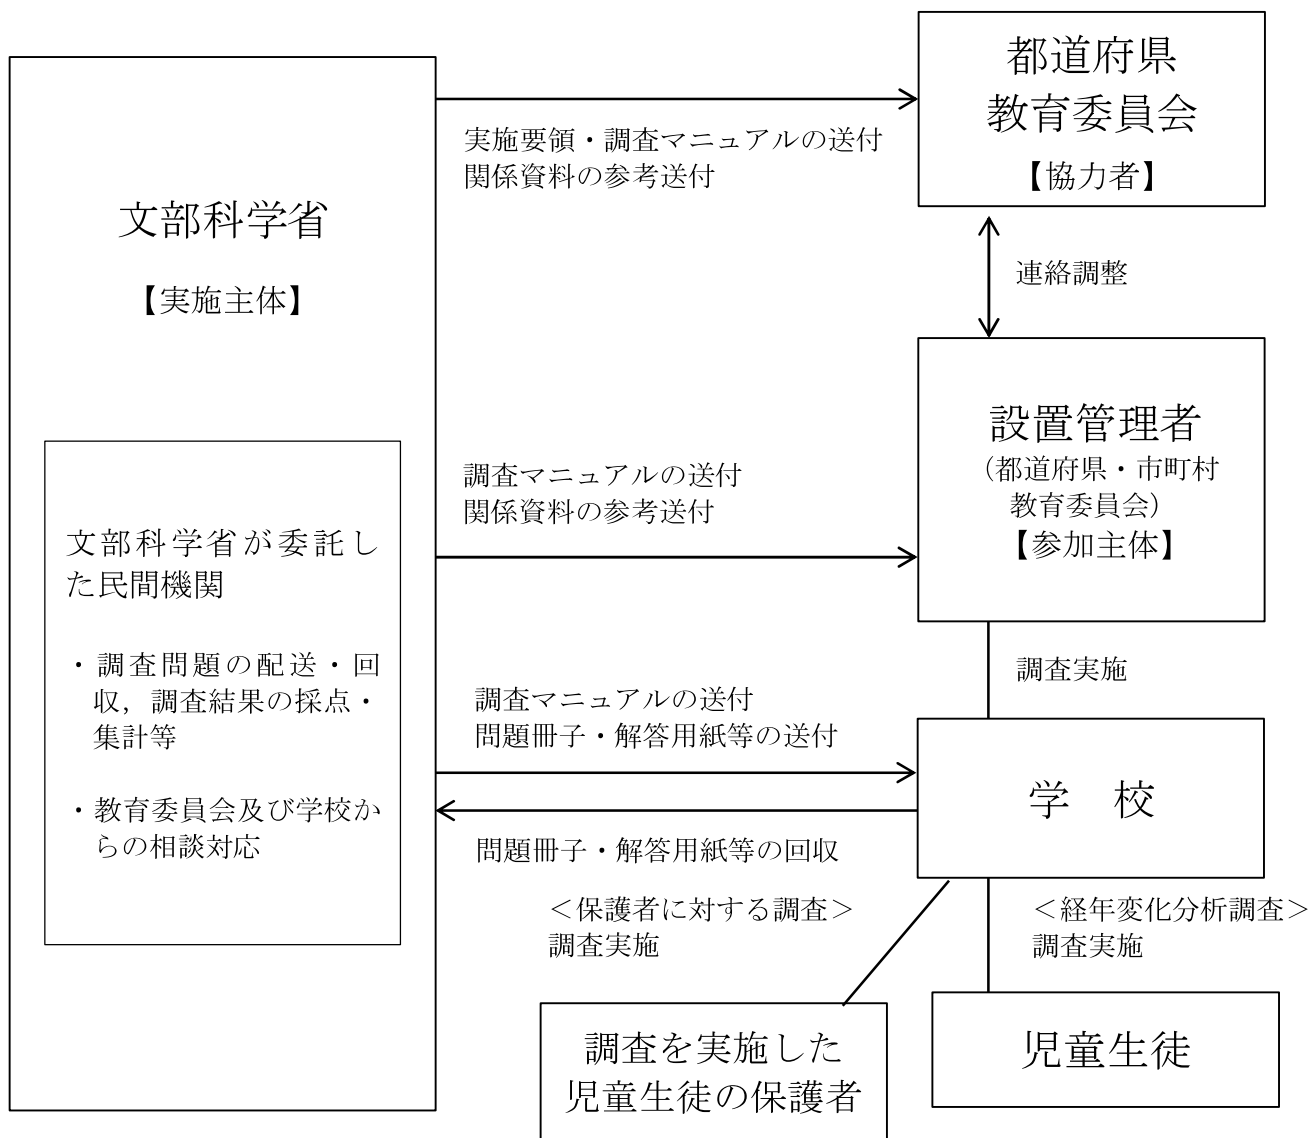 文部科学省
【実施主体】
文部科学省が委託し
た民間機関
・調査問題の配送・回
収，調査結果の採点・
集計等
・教育委員会及び学校か
らの相談対応
実施要領・調査マニュアルの送付
関係資料の参考送付
都道府県
教育委員会
【協力者】
連絡調整
調査マニュアルの送付
関係資料の参考送付
設置管理者
（都道府県・市町村
教育委員会）
【参加主体】
調査実施
調査マニュアルの送付
問題冊子・解答用紙等の送付
学　校
問題冊子・解答用紙等の回収
＜保護者に対する調査＞
調査実施
＜経年変化分析調査＞
調査実施
調査を実施した
児童生徒の保護者
児童生徒